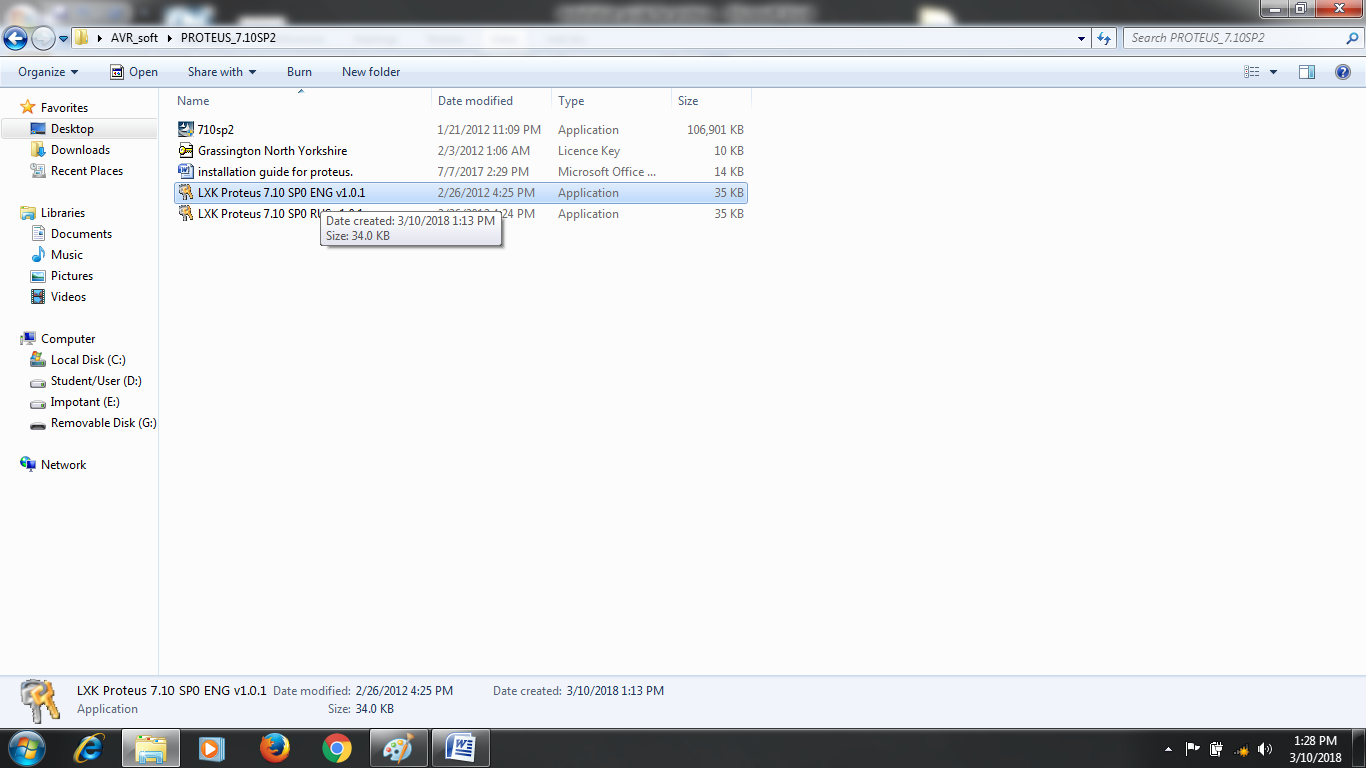 AVR_soft PROTEUS_7.10SP2 Search PROTEUS_7.10SP2
Organize Open Share with Burn New folder
Name Date modified Type Size
Favorites
Desktop
Downloads
Recent Places
Libraries
Documents
Music
Pictures
Videos
Computer
Local Disk (C:)
Student/User (D:)
Impotant (E:)
Removable Disk (G:)
Network
710sp2 1/21/2012 11:09 PM Application 106,901 KB
Grassington North Yorkshire 2/3/2012 1:06 AM Licence Key 10 KB
installation guide for proteus. 7/7/2017 2:29 PM Microsoft Office ... 14 KB
LXK Proteus 7.10 SP0 ENG v1.0.1 2/26/2012 4:25 PM Application 35 KB
LXK Proteus 7.10 SP0 4:24 PM Application 35 KB
Date created: 3/10/2018 1:13 PM
Size: 34.0 KB
LXK Proteus 7.10 SP0 ENG v1.0.1 Date modified: 2/26/2012 4:25 PM Date created: 3/10/2018 1:13 PM
Application Size: 34.0 KB
1:28 PM
3/10/2018